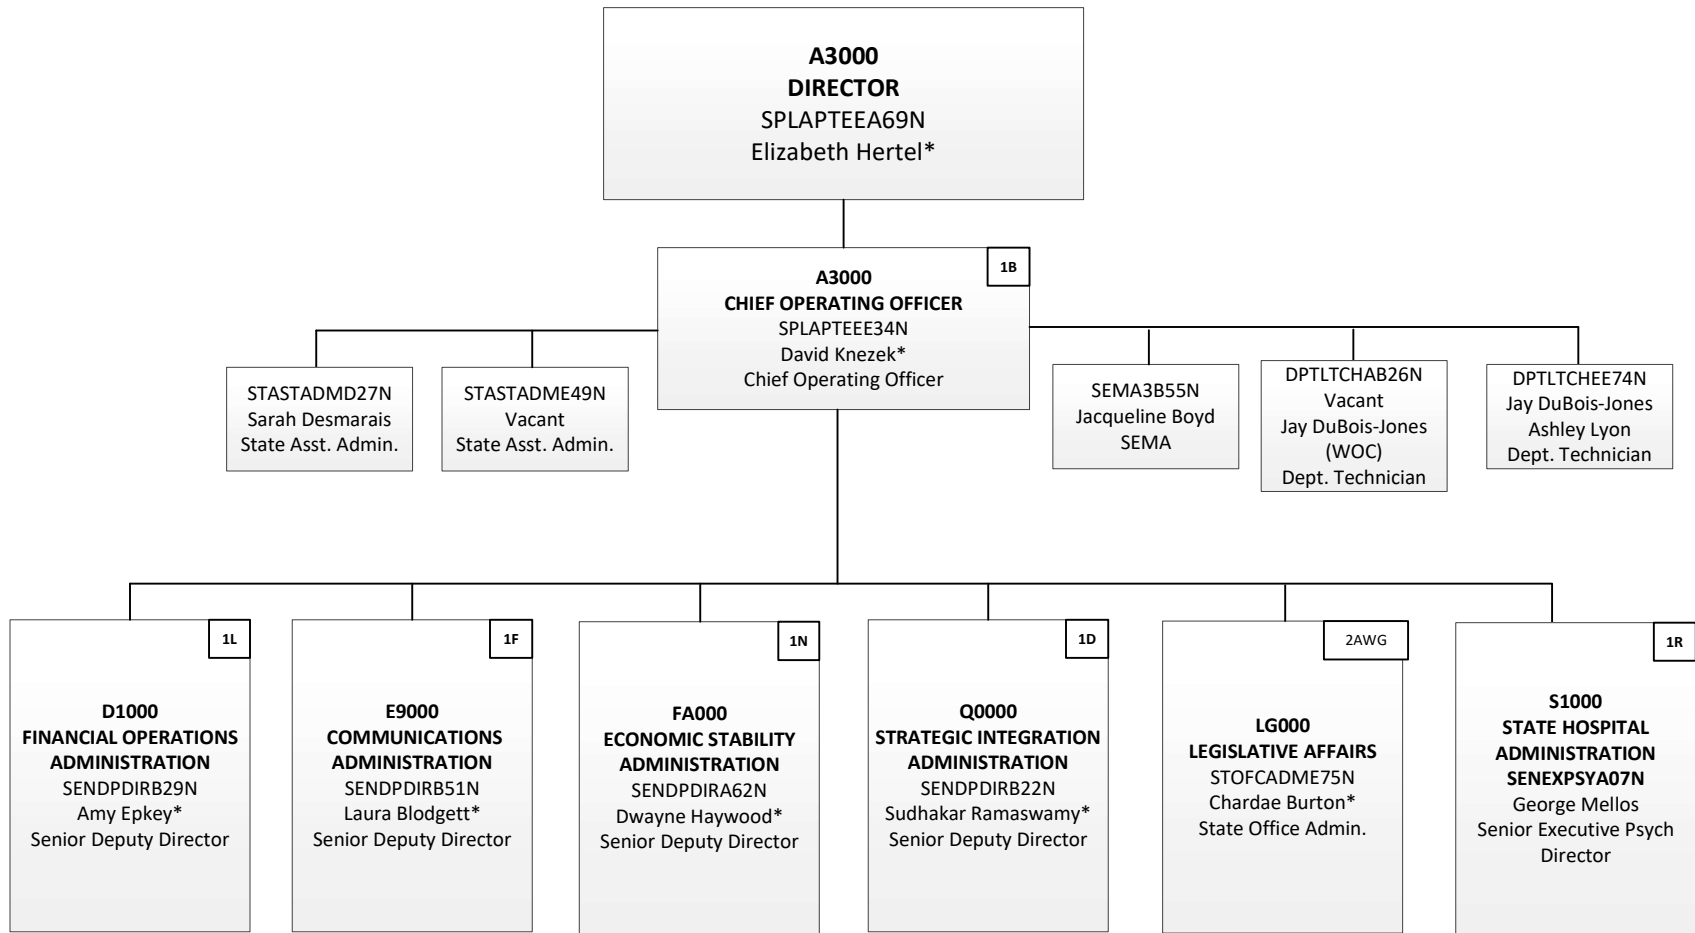 A3000
DIRECTOR
SPLAPTEEA69N
Elizabeth Hertel*
1B
A3000
CHIEF OPERATING OFFICER
SPLAPTEEE34N
David Knezek*
Chief Operating Officer
STASTADMD27N
Sarah Desmarais
State Asst. Admin.
STASTADME49N
Vacant
State Asst. Admin.
SEMA3B55N
Jacqueline Boyd
SEMA
DPTLTCHAB26N
Vacant
Jay DuBois-Jones
(WOC)
Dept. Technician
DPTLTCHEE74N
Jay DuBois-Jones
Ashley Lyon
Dept. Technician
1L
D1000
FINANCIAL OPERATIONS
ADMINISTRATION
SENDPDIRB29N
Amy Epkey*
Senior Deputy Director
1F
E9000
COMMUNICATIONS
ADMINISTRATION
SENDPDIRB51N
Laura Blodgett*
Senior Deputy Director
1N
FA000
ECONOMIC STABILITY
ADMINISTRATION
SENDPDIRA62N
Dwayne Haywood*
Senior Deputy Director
1D
Q0000
STRATEGIC INTEGRATION
ADMINISTRATION
SENDPDIRB22N
Sudhakar Ramaswamy*
Senior Deputy Director
2AWG
LG000
LEGISLATIVE AFFAIRS
STOFCADME75N
Chardae Burton*
State Office Admin.
1R
S1000
STATE HOSPITAL
ADMINISTRATION
SENEXPSYA07N
George Mellos
Senior Executive Psych
Director